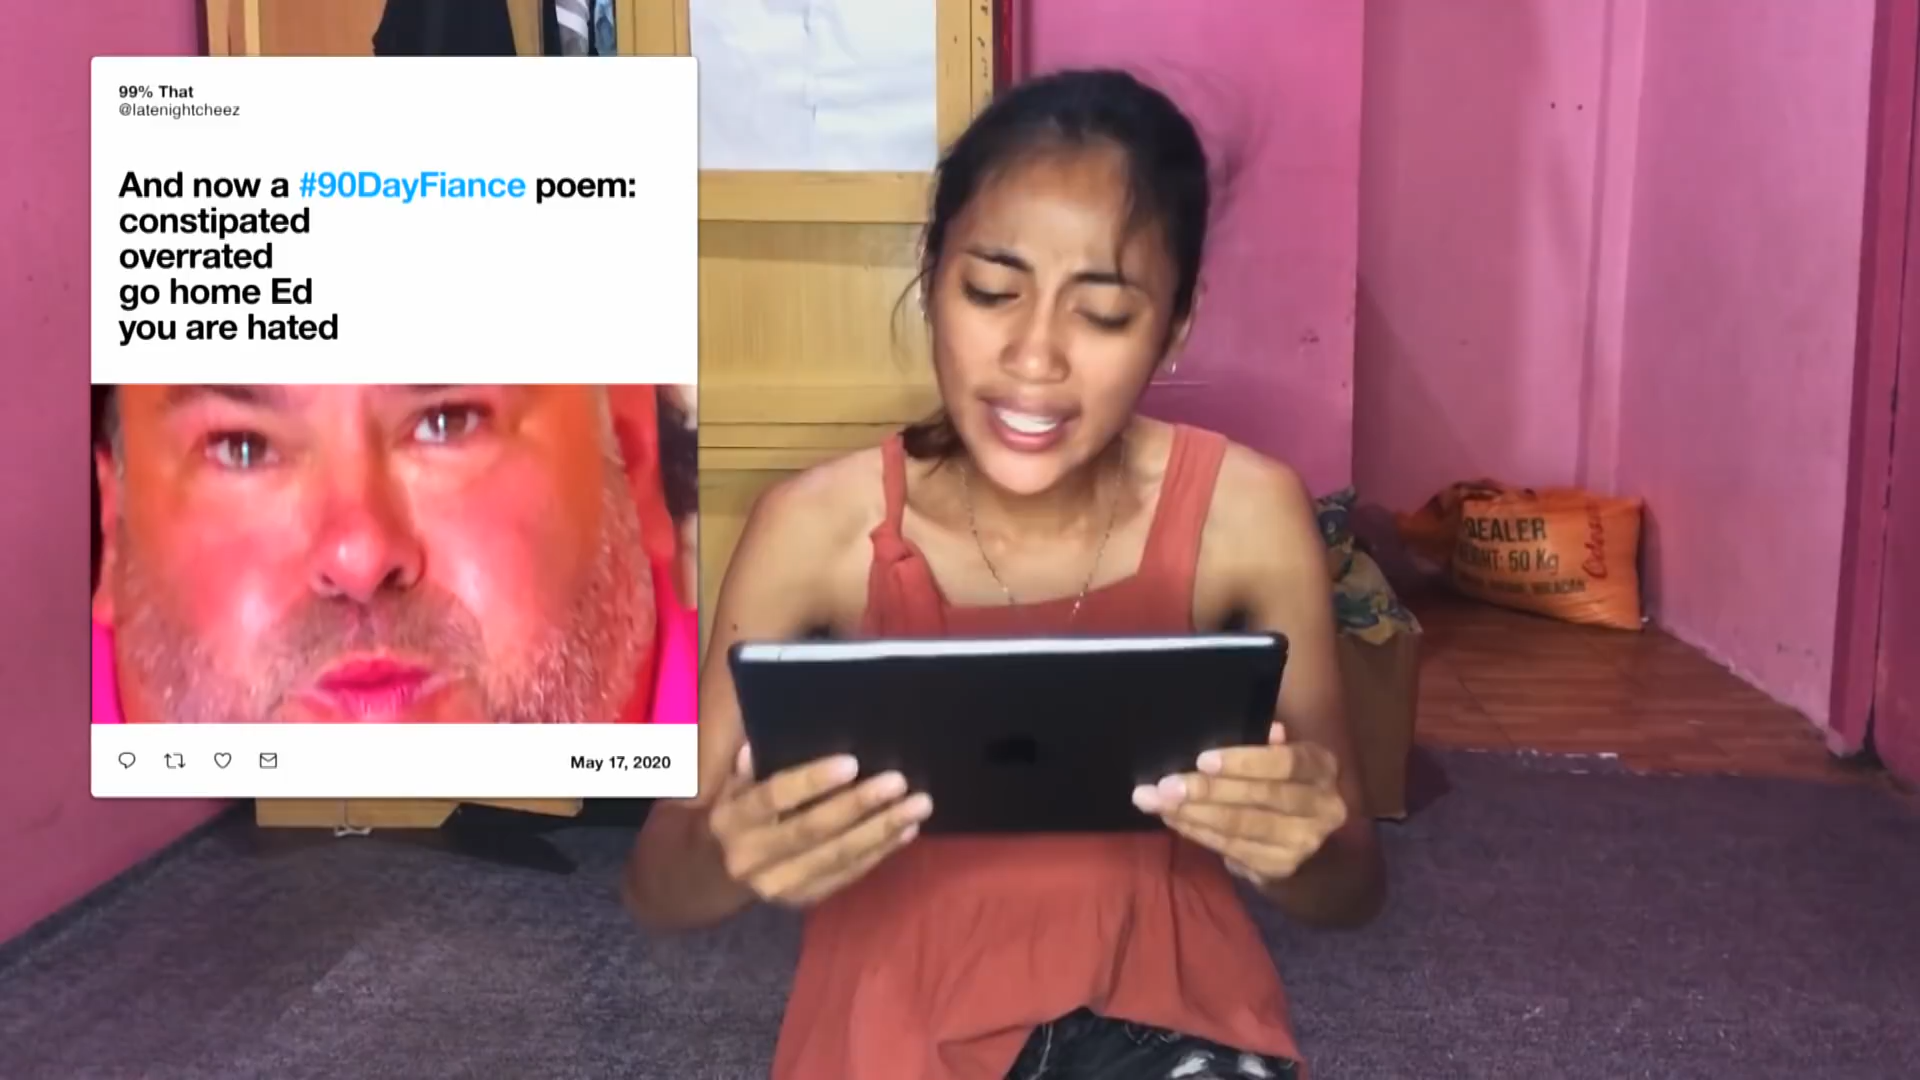 99% That
@latenightcheez
And now a #90DayFiance poem:
constipated
overrated
go home Ed
you are hated
May 17, 2020
DEALER
50 Kg